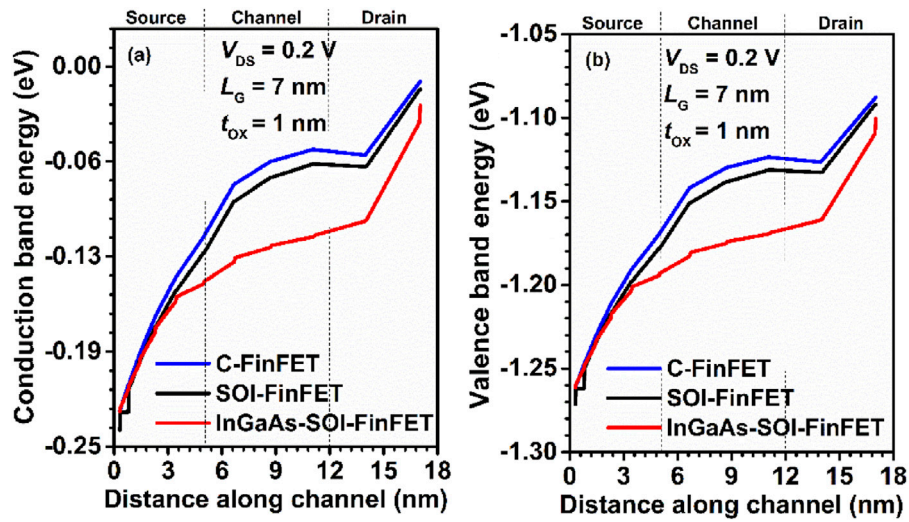 Source Channel Drain
(a)
V_DS = 0.2 V
L_G = 7 nm
t_OX = 1 nm
Conduction band energy (eV)
0.00
-0.06
-0.13
-0.19
-0.25
C-FinFET
SOI-FinFET
InGaAs-SOI-FinFET
0 3 6 9 12 15 18
Distance along channel (nm)
Source Channel Drain
(b)
V_DS = 0.2 V
L_G = 7 nm
t_OX = 1 nm
Valence band energy (eV)
-1.05
-1.10
-1.15
-1.20
-1.25
-1.30
C-FinFET
SOI-FinFET
InGaAs-SOI-FinFET
0 3 6 9 12 15 18
Distance along channel (nm)